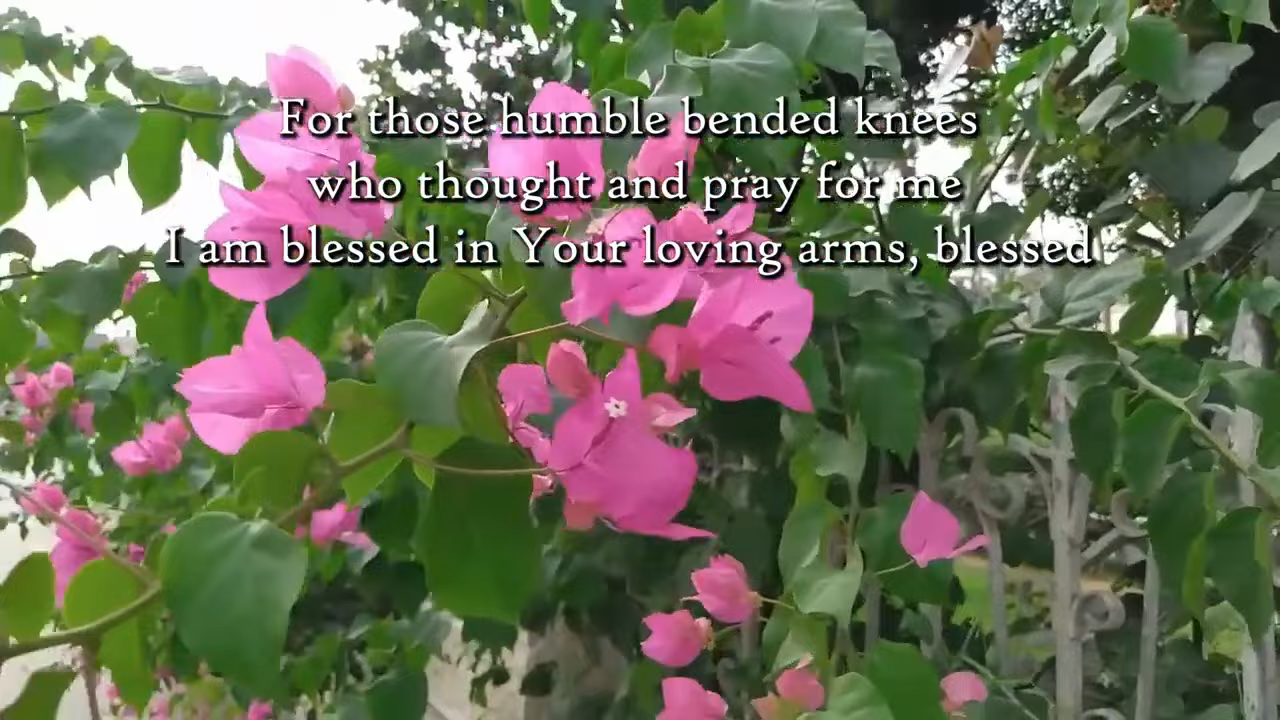 For those humble bended knees
who thought and pray for me
I am blessed in Your loving arms, blessed